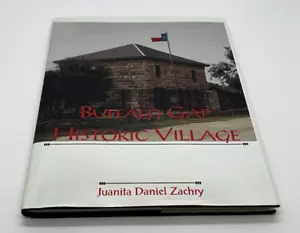 BUFFALO GAP
HISTORIC VILLAGE
Juanita Daniel Zachry